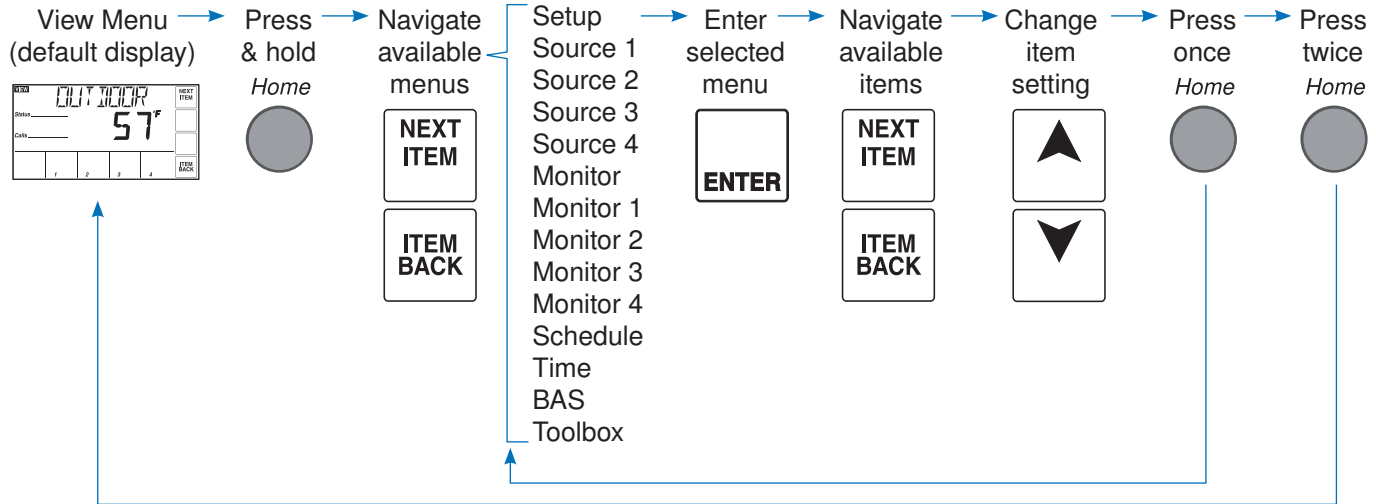 View Menu
(default display)
VIEW
OUTDOOR
NEXT
ITEM
Status
57°F
Calls
ITEM
BACK
1
2
3
4
Press
& hold
Home
Navigate
available
menus
NEXT
ITEM
ITEM
BACK
Setup
Source 1
Source 2
Source 3
Source 4
Monitor
Monitor 1
Monitor 2
Monitor 3
Monitor 4
Schedule
Time
BAS
Toolbox
Enter
selected
menu
ENTER
Navigate
available
items
NEXT
ITEM
ITEM
BACK
Change
item
setting
Press
once
Home
Press
twice
Home